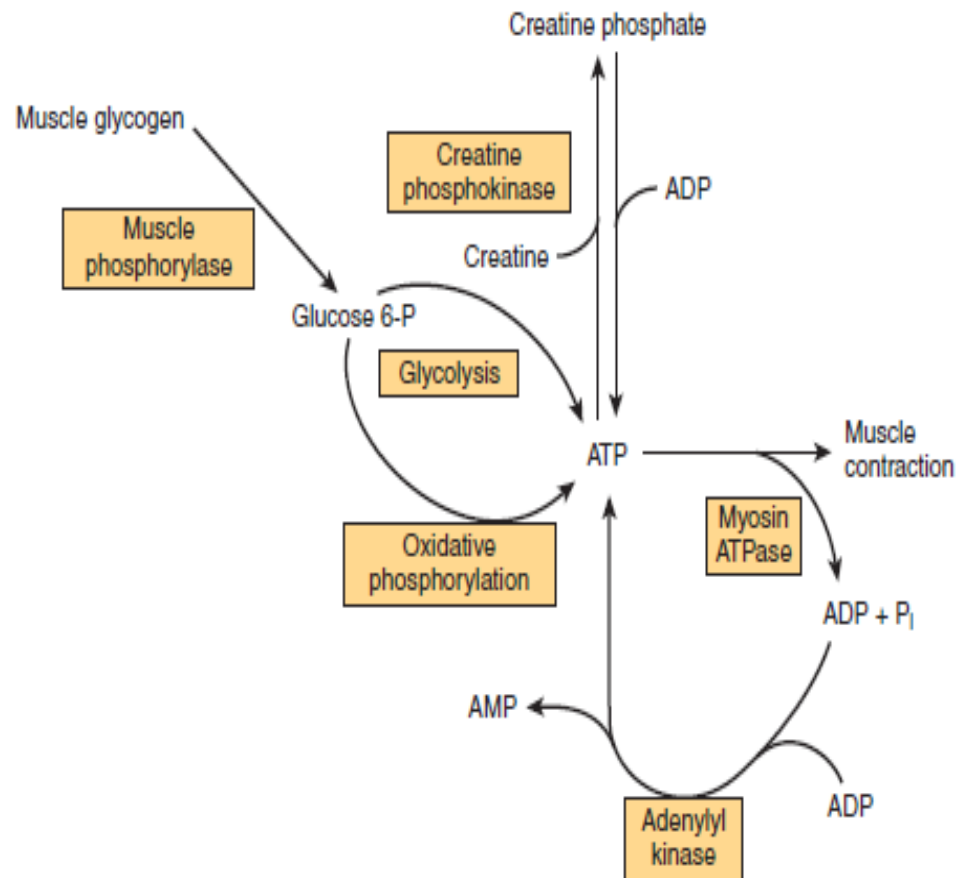 Creatine phosphate
Muscle glycogen
Creatine
phosphokinase
ADP
Muscle
phosphorylase
Creatine
Glucose 6-P
Glycolysis
ATP
Muscle
contraction
Myosin
ATPase
Oxidative
phosphorylation
ADP + PI
AMP
ADP
Adenylyl
kinase